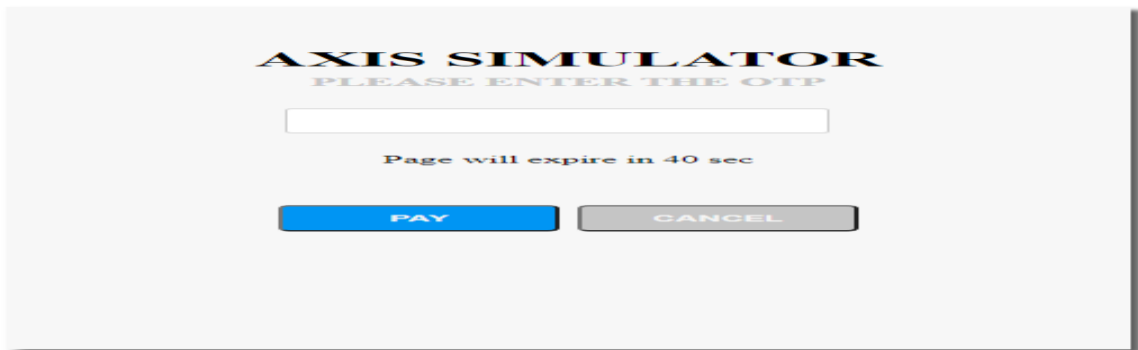 AXIS SIMULATOR
PLEASE ENTER THE OTP
Page will expire in 40 sec
PAY CANCEL